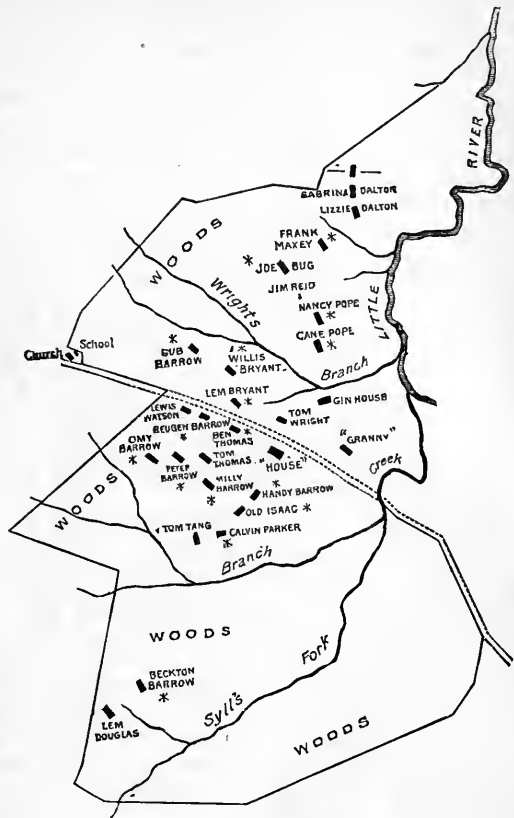 RIVER
SABRINA DALTON
LIZZIE DALTON
FRANK
MAXEY
WOODS
JOE BUG
JIM REID
Wright's
LITTLE
NANCY POPE
CANE POPE
Branch
Church
School
GUB
BARROW
WILLIS
BRYANT
LEM BRYANT
GIN HOUSE
LEWIS
WATSON
REUBEN BARROW
TOM
WRIGHT
BEN
THOMAS
OMY
BARROW
PETER
BARROW
TOM
THOMAS
"HOUSE"
"GRANNY"
Creek
MILLY
BARROW
HANDY BARROW
WOODS
OLD ISAAC
TOM TANG
CALVIN PARKER
Branch
WOODS
Fork
BECKTON
BARROW
Syll's
LEM
DOUGLAS
WOODS